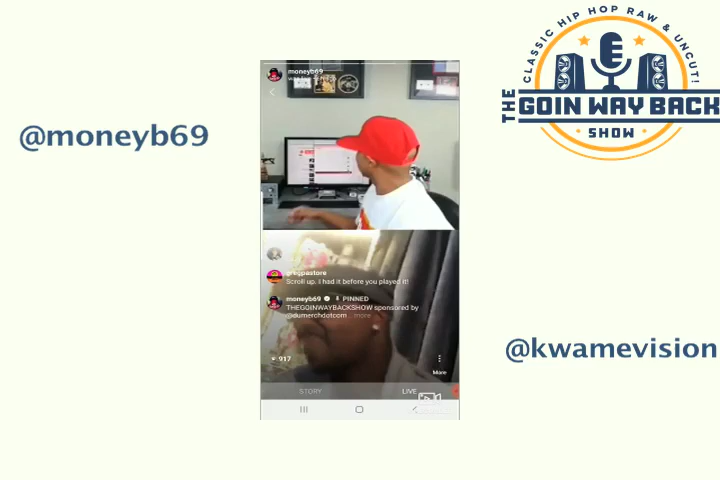 CLASSIC HIP HOP RAW & UNCUT!
THE
GOIN WAY BACK
SHOW
@moneyb69
moneyb69
gregpastore
Scroll up. I had it before you played it!
moneyb69 PINNED
THEGOINWAYBACKSHOW sponsored by
@dumerchdotcom ... more
917
More
STORY
LIVE
@kwamevision